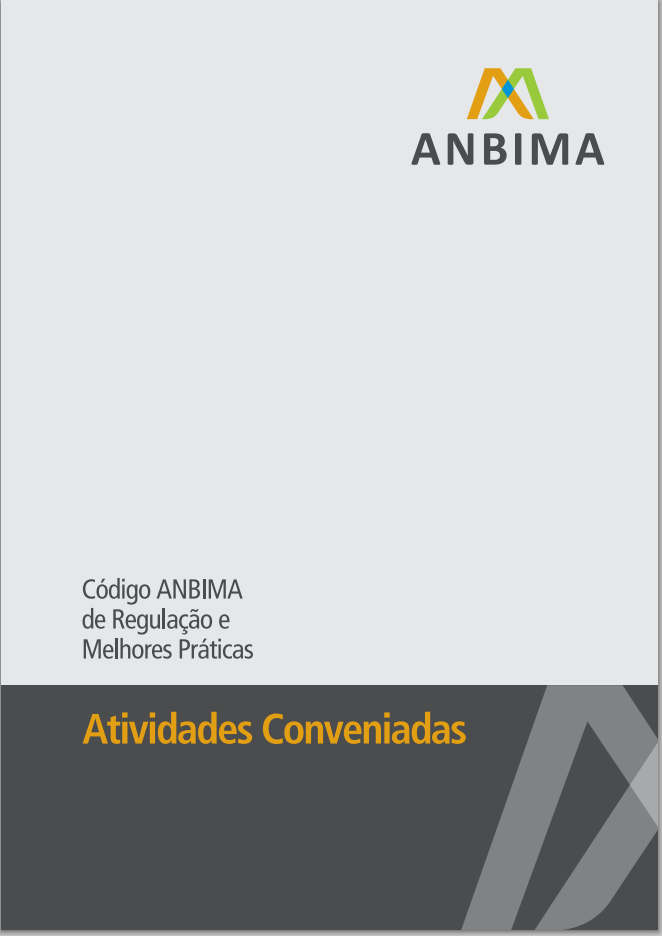 ANBIMA
Código ANBIMA
de Regulação e
Melhores Práticas
Atividades Conveniadas